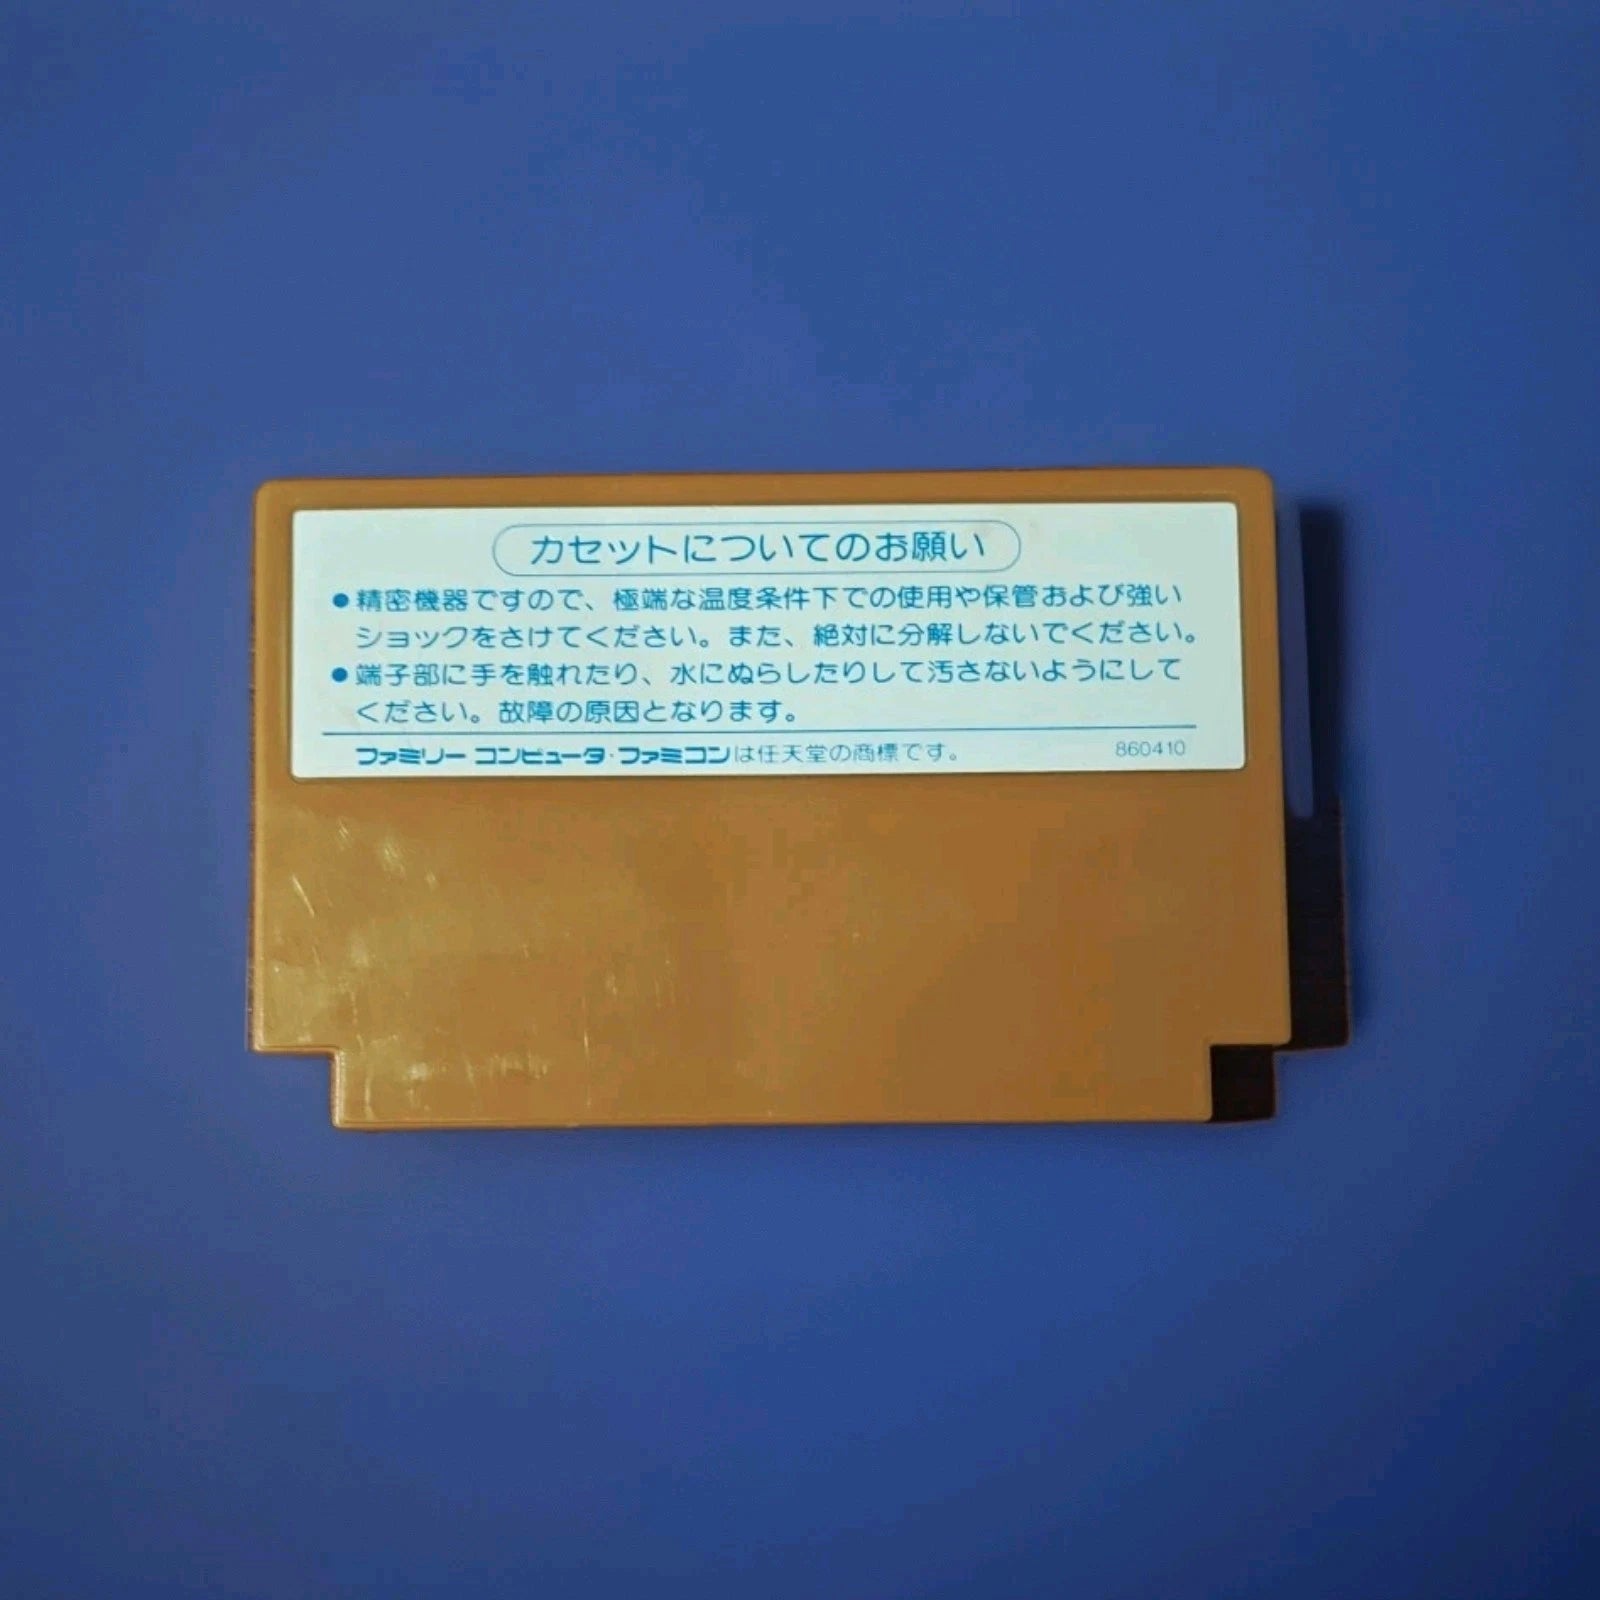 カセットについてのお願い
●精密機器ですので、極端な温度条件下での使用や保管および強い
ショックをさけてください。また、絶対に分解しないでください。
●端子部に手を触れたり、水にぬらしたりして汚さないようにして
ください。故障の原因となります。
ファミリー コンピュータ・ファミコンは任天堂の商標です。 860410